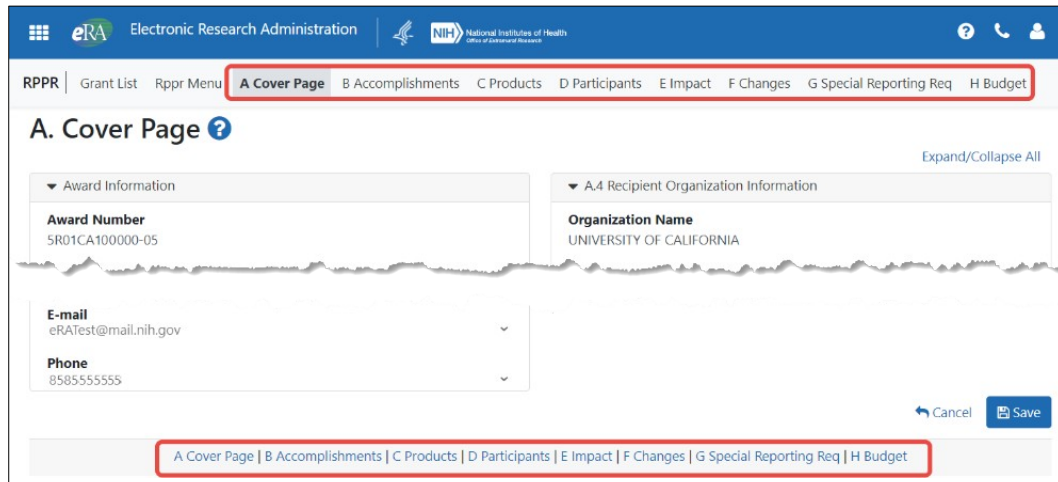 eRA Electronic Research Administration NIH National Institutes of Health
Office of Extramural Research
RPPR Grant List Rppr Menu A Cover Page B Accomplishments C Products D Participants E Impact F Changes G Special Reporting Req H Budget
A. Cover Page ?
Expand/Collapse All
Award Information
Award Number
5R01CA100000-05
A.4 Recipient Organization Information
Organization Name
UNIVERSITY OF CALIFORNIA
E-mail
eRATest@mail.nih.gov
Phone
8585555555
Cancel Save
A Cover Page | B Accomplishments | C Products | D Participants | E Impact | F Changes | G Special Reporting Req | H Budget